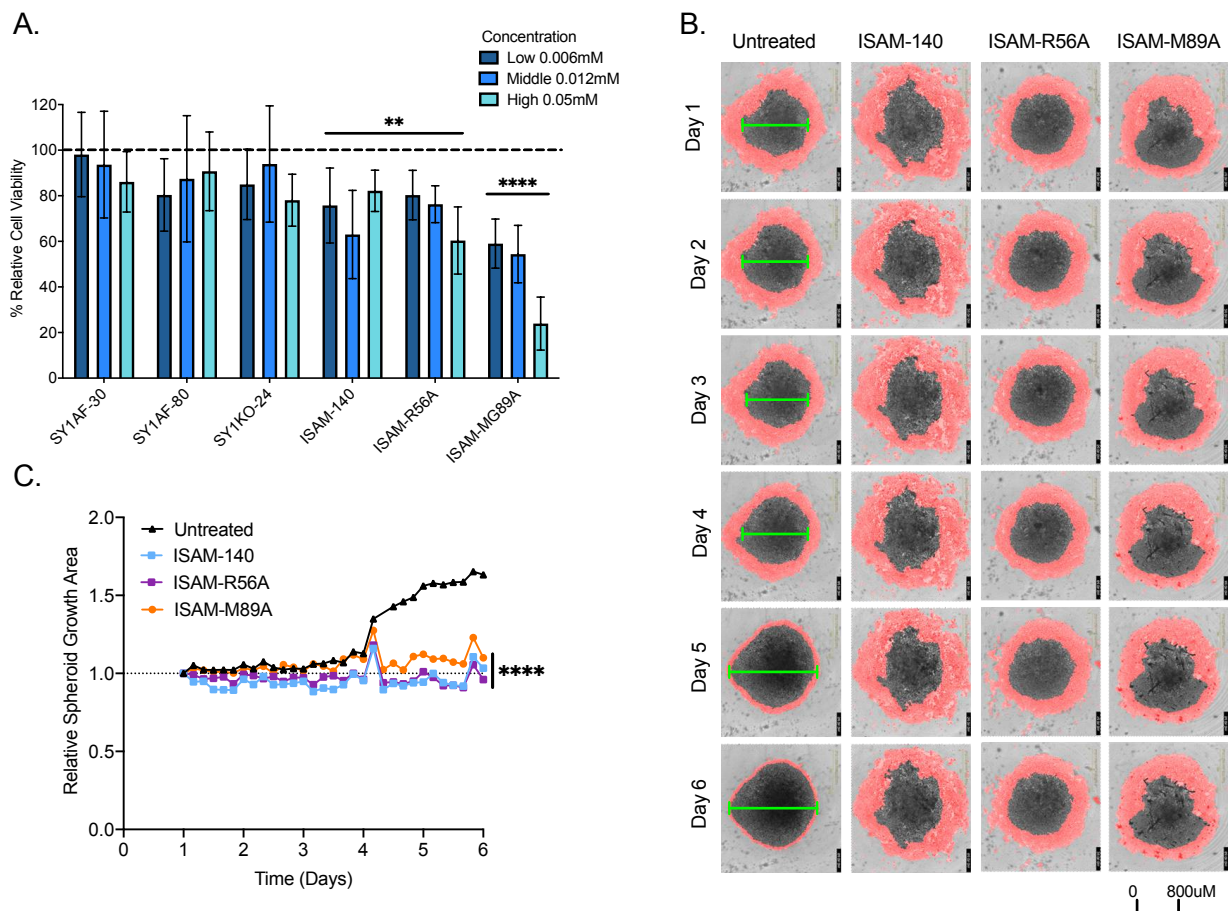 A.
Concentration
Low 0.006mM
Middle 0.012mM
High 0.05mM
% Relative Cell Viability
120
100
80
60
40
20
0
**
****
SY1AF-30
SY1AF-80
SY1KO-24
ISAM-140
ISAM-R56A
ISAM-MG89A
B.
Untreated
ISAM-140
ISAM-R56A
ISAM-M89A
Day 1
Day 2
Day 3
Day 4
Day 5
Day 6
0 800uM
C.
Relative Spheroid Growth Area
2.0
1.5
1.0
0.5
0.0
Untreated
ISAM-140
ISAM-R56A
ISAM-M89A
****
0 1 2 3 4 5 6
Time (Days)